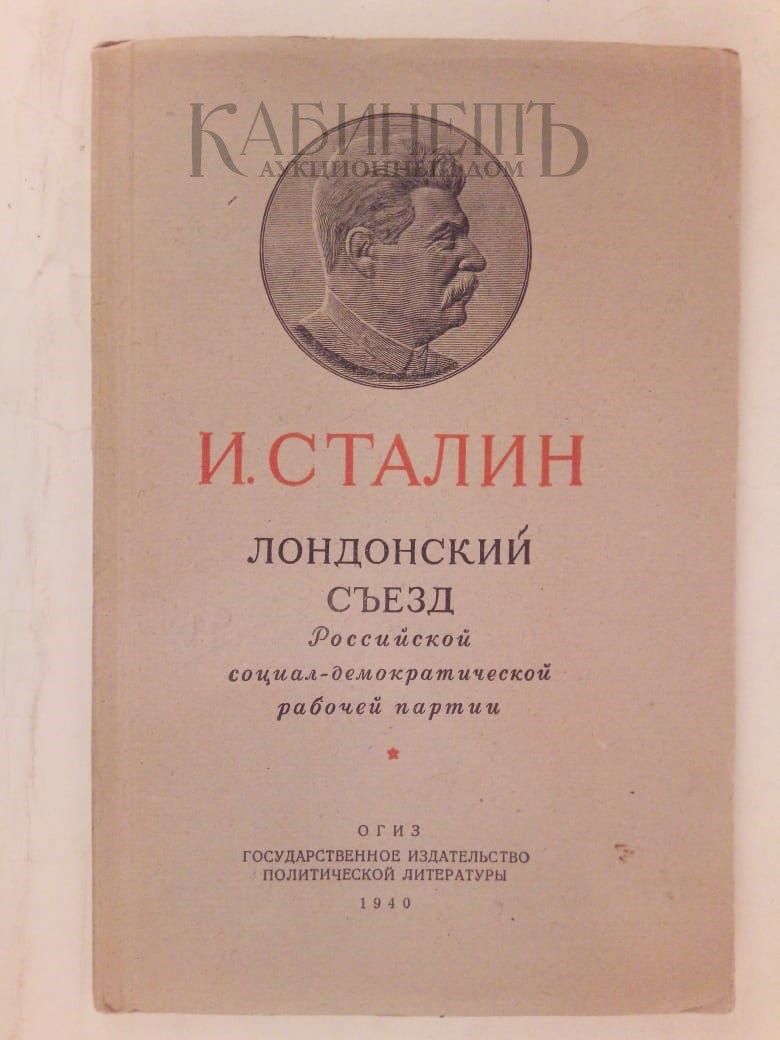 КАБИНЕТЪ
АУКЦИОННЫЙ ДОМ
И. СТАЛИН
ЛОНДОНСКИЙ
СЪЕЗД
Российской
социал-демократической
рабочей партии
ОГИЗ
ГОСУДАРСТВЕННОЕ ИЗДАТЕЛЬСТВО
ПОЛИТИЧЕСКОЙ ЛИТЕРАТУРЫ
1940